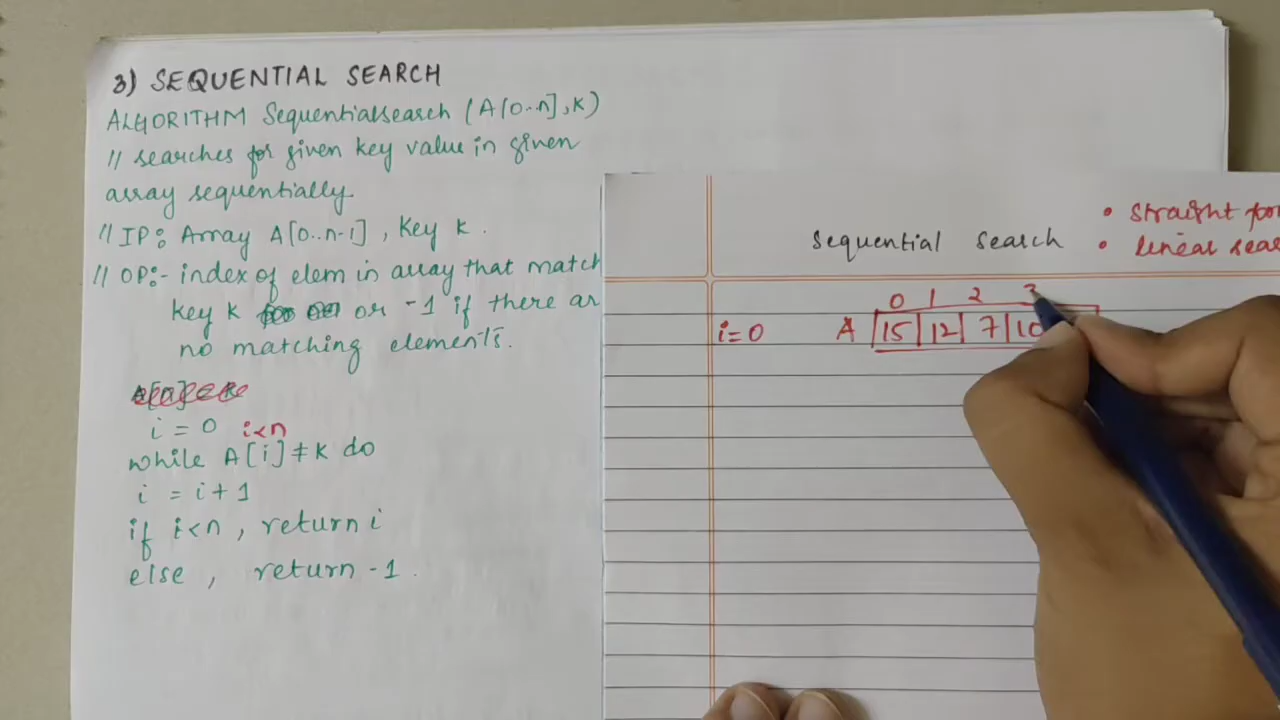 3) SEQUENTIAL SEARCH
ALGORITHM Sequentialsearch (A[0..n], K)
// searches for given key value in given
array sequentially
// IP: Array A[0..n-1], Key K.
// OP:- index of elem in array that match
key K or -1 if there ar
no matching elements.
i = 0 i<n
while A[i] ≠ K do
i = i + 1
if i<n, return i
else, return -1.
Sequential Search
• straight for
• linear sear
0 1 2 3
i=0 A 15 12 7 10